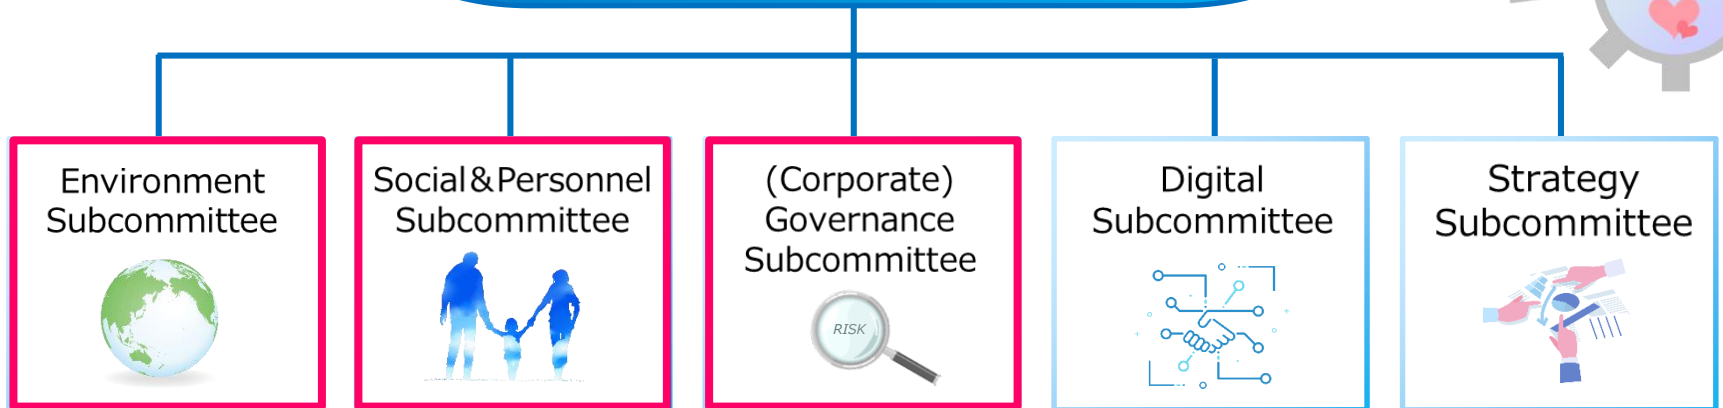 Environment
Subcommittee
Social&Personnel
Subcommittee
(Corporate)
Governance
Subcommittee
RISK
Digital
Subcommittee
Strategy
Subcommittee